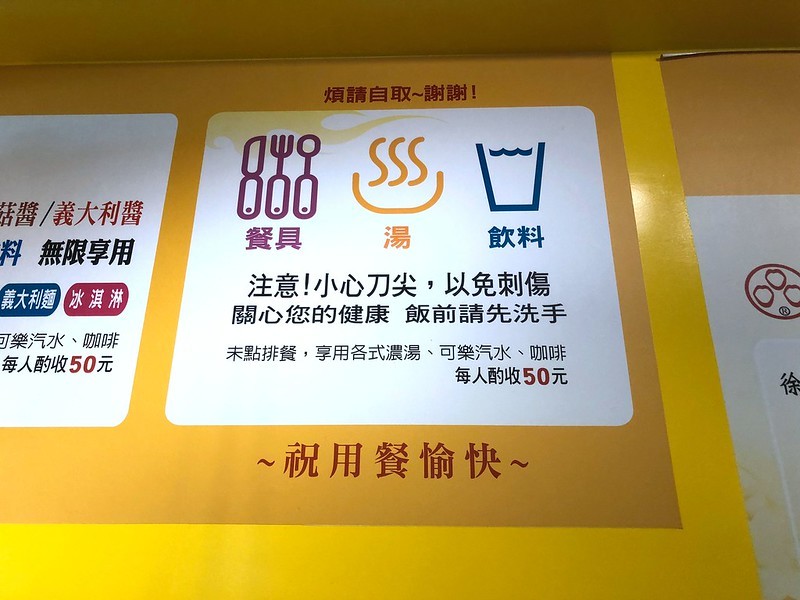 煩請自取~謝謝!
餐具 湯 飲料
注意!小心刀尖,以免刺傷
關心您的健康 飯前請先洗手
未點排餐,享用各式濃湯、可樂汽水、咖啡
每人酌收50元
~祝用餐愉快~
菇醬/義大利醬
料 無限享用
義大利麵 冰淇淋
可樂汽水、咖啡
每人酌收50元
®
徐